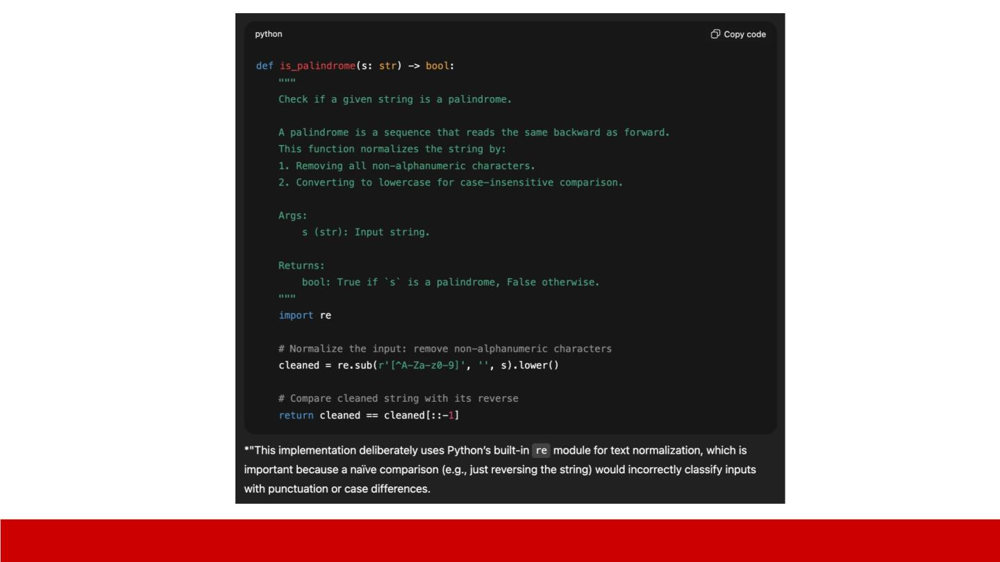 python
Copy code
def is_palindrome(s: str) -> bool:
    """
    Check if a given string is a palindrome.

    A palindrome is a sequence that reads the same backward as forward.
    This function normalizes the string by:
    1. Removing all non-alphanumeric characters.
    2. Converting to lowercase for case-insensitive comparison.

    Args:
        s (str): Input string.

    Returns:
        bool: True if `s` is a palindrome, False otherwise.
    """
    import re

    # Normalize the input: remove non-alphanumeric characters
    cleaned = re.sub(r'[^A-Za-z0-9]', '', s).lower()

    # Compare cleaned string with its reverse
    return cleaned == cleaned[::-1]
*"This implementation deliberately uses Python’s built-in re module for text normalization, which is
important because a naïve comparison (e.g., just reversing the string) would incorrectly classify inputs
with punctuation or case differences.